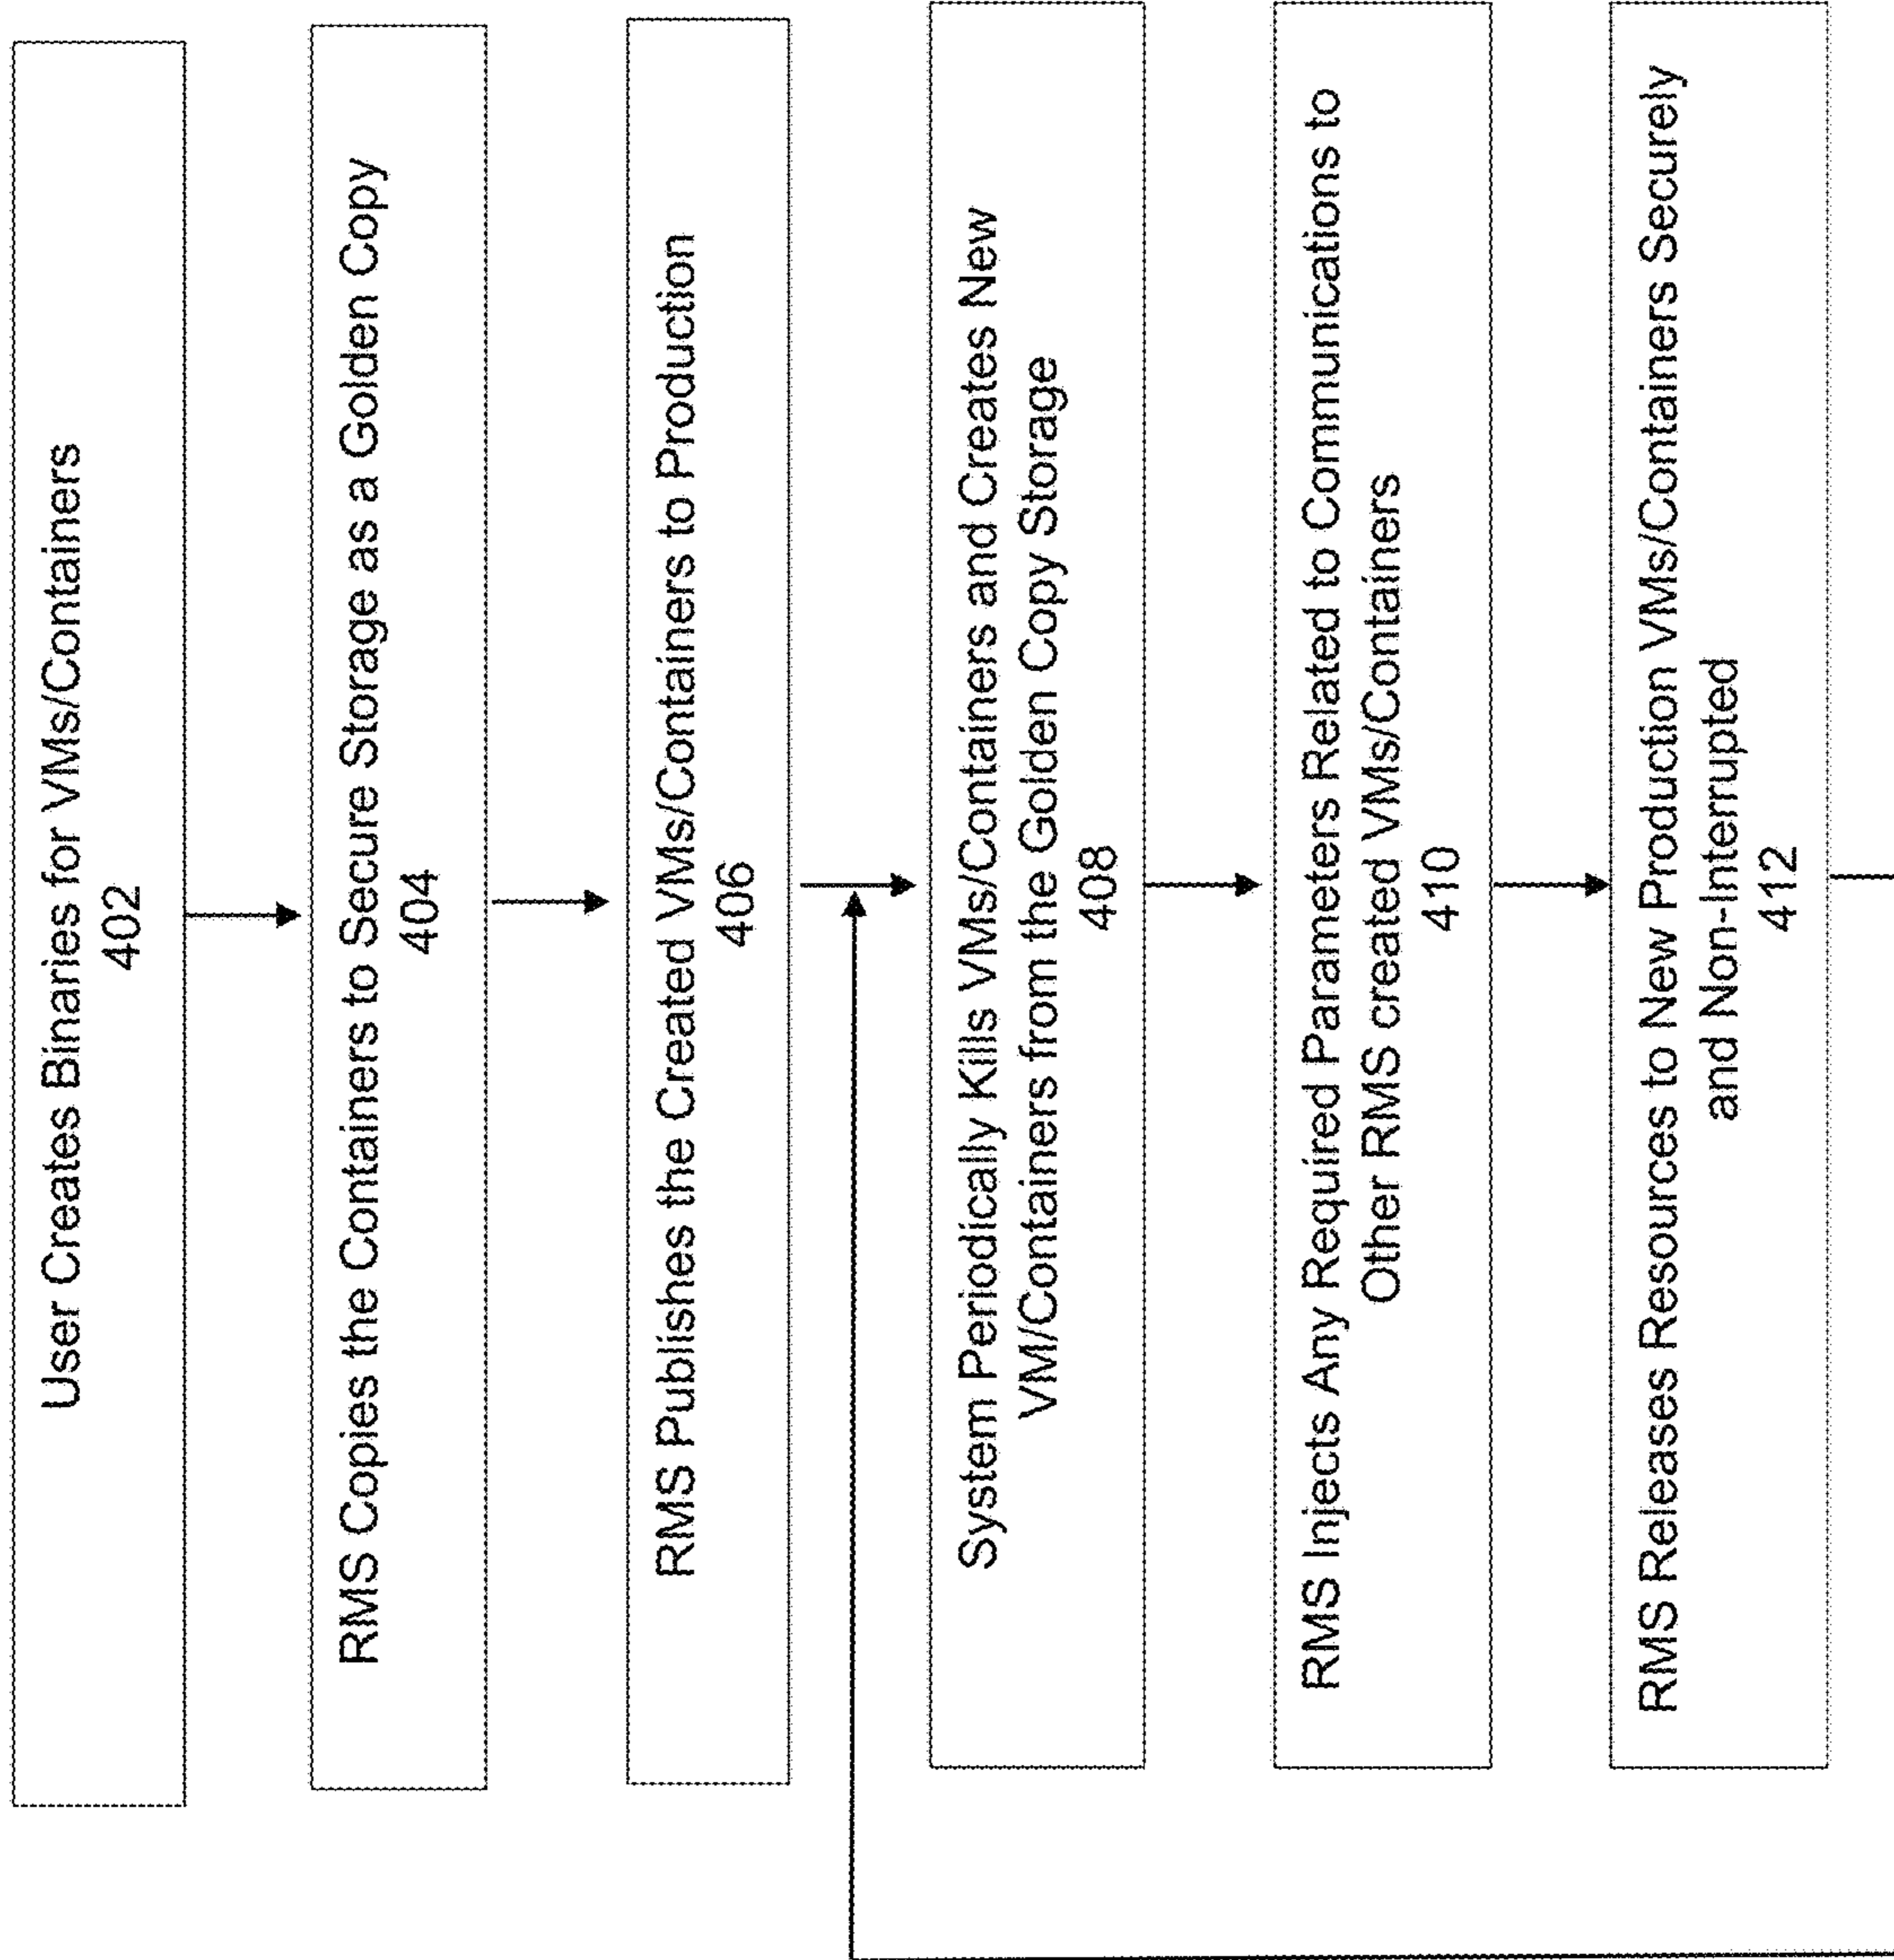 User Creates Binaries for VMs/Containers
402
RMS Copies the Containers to Secure Storage as a Golden Copy
404
RMS Publishes the Created VMs/Containers to Production
406
System Periodically Kills VMs/Containers and Creates New
VM/Containers from the Golden Copy Storage
408
RMS Injects Any Required Parameters Related to Communications to
Other RMS created VMs/Containers
410
RMS Releases Resources to New Production VMs/Containers Securely
and Non-Interrupted
412